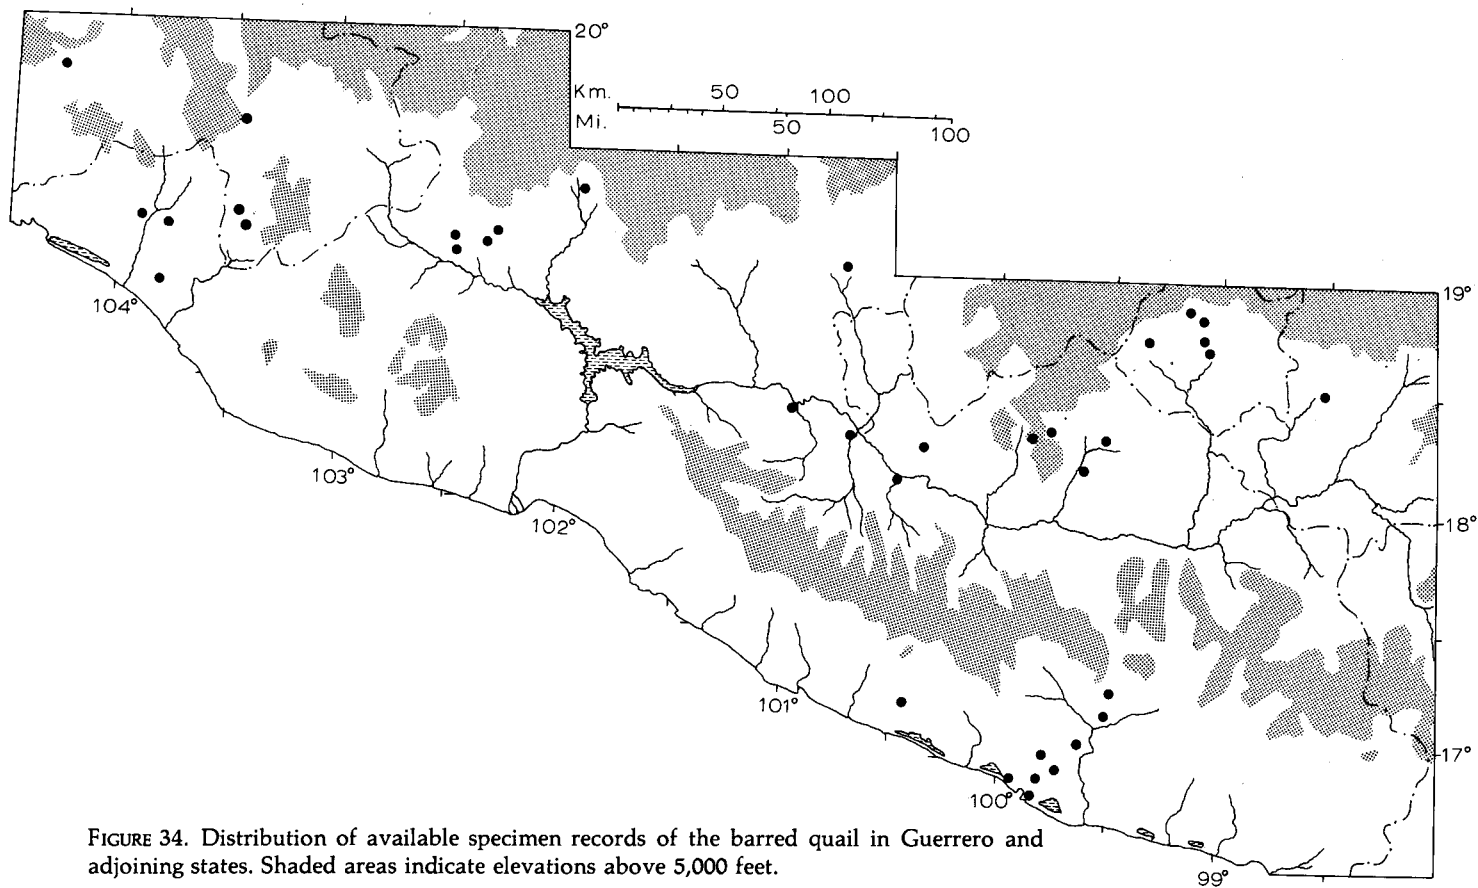 20°
Km. 50 100
Mi. 50 100
19°
104°
103°
102°
18°
101°
17°
100°
99°
FIGURE 34. Distribution of available specimen records of the barred quail in Guerrero and
adjoining states. Shaded areas indicate elevations above 5,000 feet.